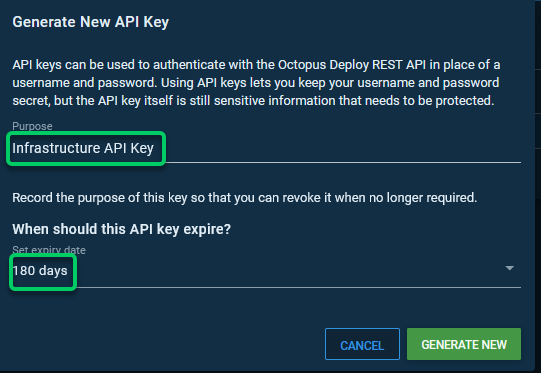 Generate New API Key
API keys can be used to authenticate with the Octopus Deploy REST API in place of a
username and password. Using API keys lets you keep your username and password
secret, but the API key itself is still sensitive information that needs to be protected.
Purpose
Infrastructure API Key
Record the purpose of this key so that you can revoke it when no longer required.
When should this API key expire?
Set expiry date
180 days
CANCEL
GENERATE NEW